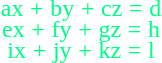 ax + by + cz = d
ex + fy + gz = h
ix + jy + kz = l